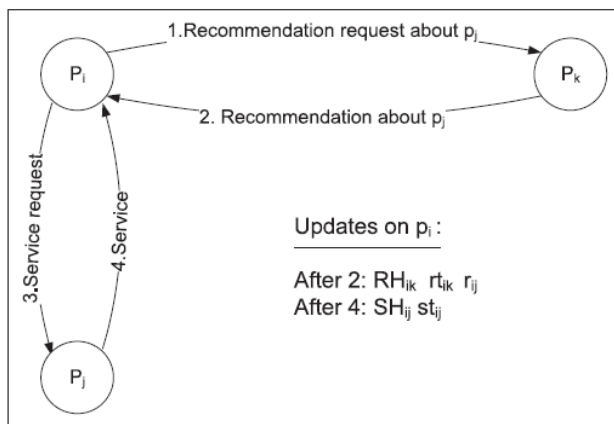 1.Recommendation request about pj
Pi
Pk
2. Recommendation about pj
3.Service request
4.Service
Updates on pi :
After 2: RHik rtik rij
After 4: SHij stij
Pj